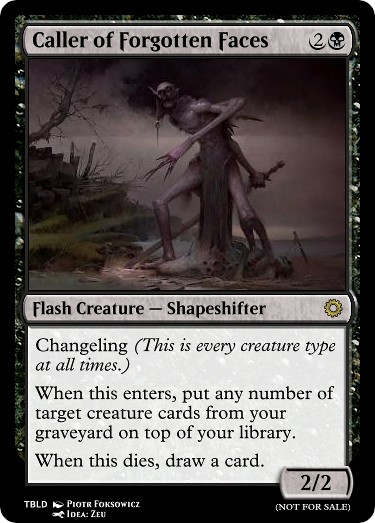 Caller of Forgotten Faces 2
Flash Creature — Shapeshifter
Changeling (This is every creature type
at all times.)
When this enters, put any number of
target creature cards from your
graveyard on top of your library.
When this dies, draw a card.
2/2
TBLD Piotr Foksowicz
Idea: Zeu
(NOT FOR SALE)